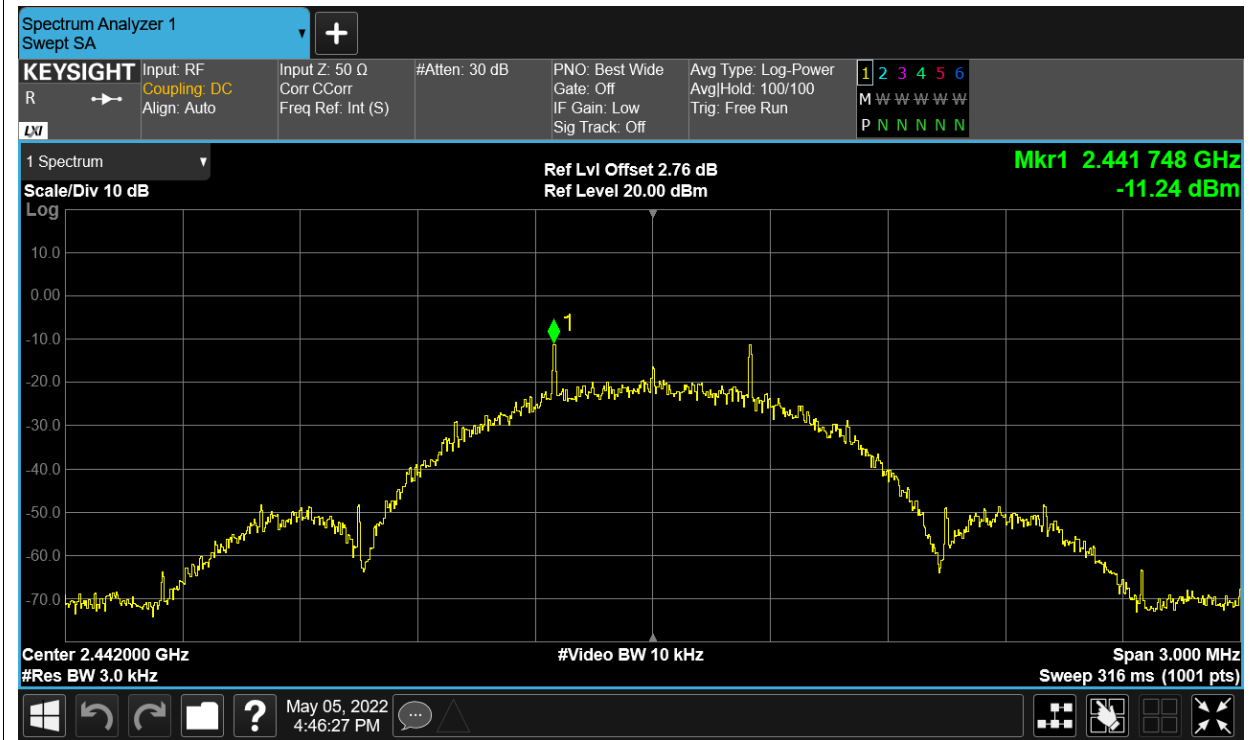 Spectrum Analyzer 1
Swept SA
KEYSIGHT
R
LXI
Input: RF
Coupling: DC
Align: Auto
Input Z: 50 Ω
Corr CCorr
Freq Ref: Int (S)
#Atten: 30 dB
PNO: Best Wide
Gate: Off
IF Gain: Low
Sig Track: Off
Avg Type: Log-Power
Avg|Hold: 100/100
Trig: Free Run
1 2 3 4 5 6
M W W W W W
P N N N N N
1 Spectrum
Scale/Div 10 dB
Ref Lvl Offset 2.76 dB
Ref Level 20.00 dBm
Mkr1 2.441 748 GHz
-11.24 dBm
Log
10.0
0.00
-10.0
-20.0
-30.0
-40.0
-50.0
-60.0
-70.0
1
Center 2.442000 GHz
#Res BW 3.0 kHz
#Video BW 10 kHz
Span 3.000 MHz
Sweep 316 ms (1001 pts)
?
May 05, 2022
4:46:27 PM